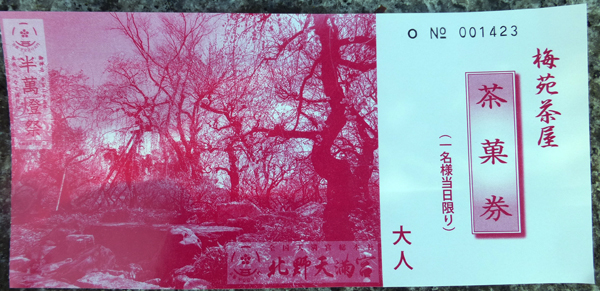 O № 001423
梅苑茶屋
茶菓券
(一名様当日限り)
大人
半萬燈祭
北野天満宮